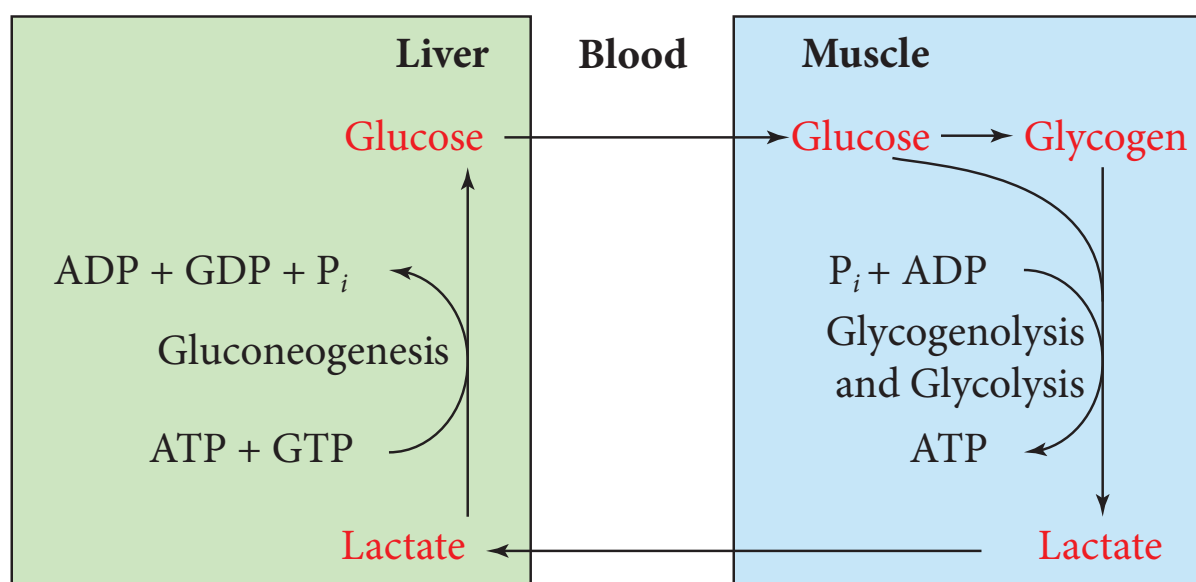 Liver Blood Muscle
Glucose Glucose Glycogen
ADP + GDP + Pi
Pi + ADP
Gluconeogenesis
Glycogenolysis
and Glycolysis
ATP + GTP
ATP
Lactate Lactate